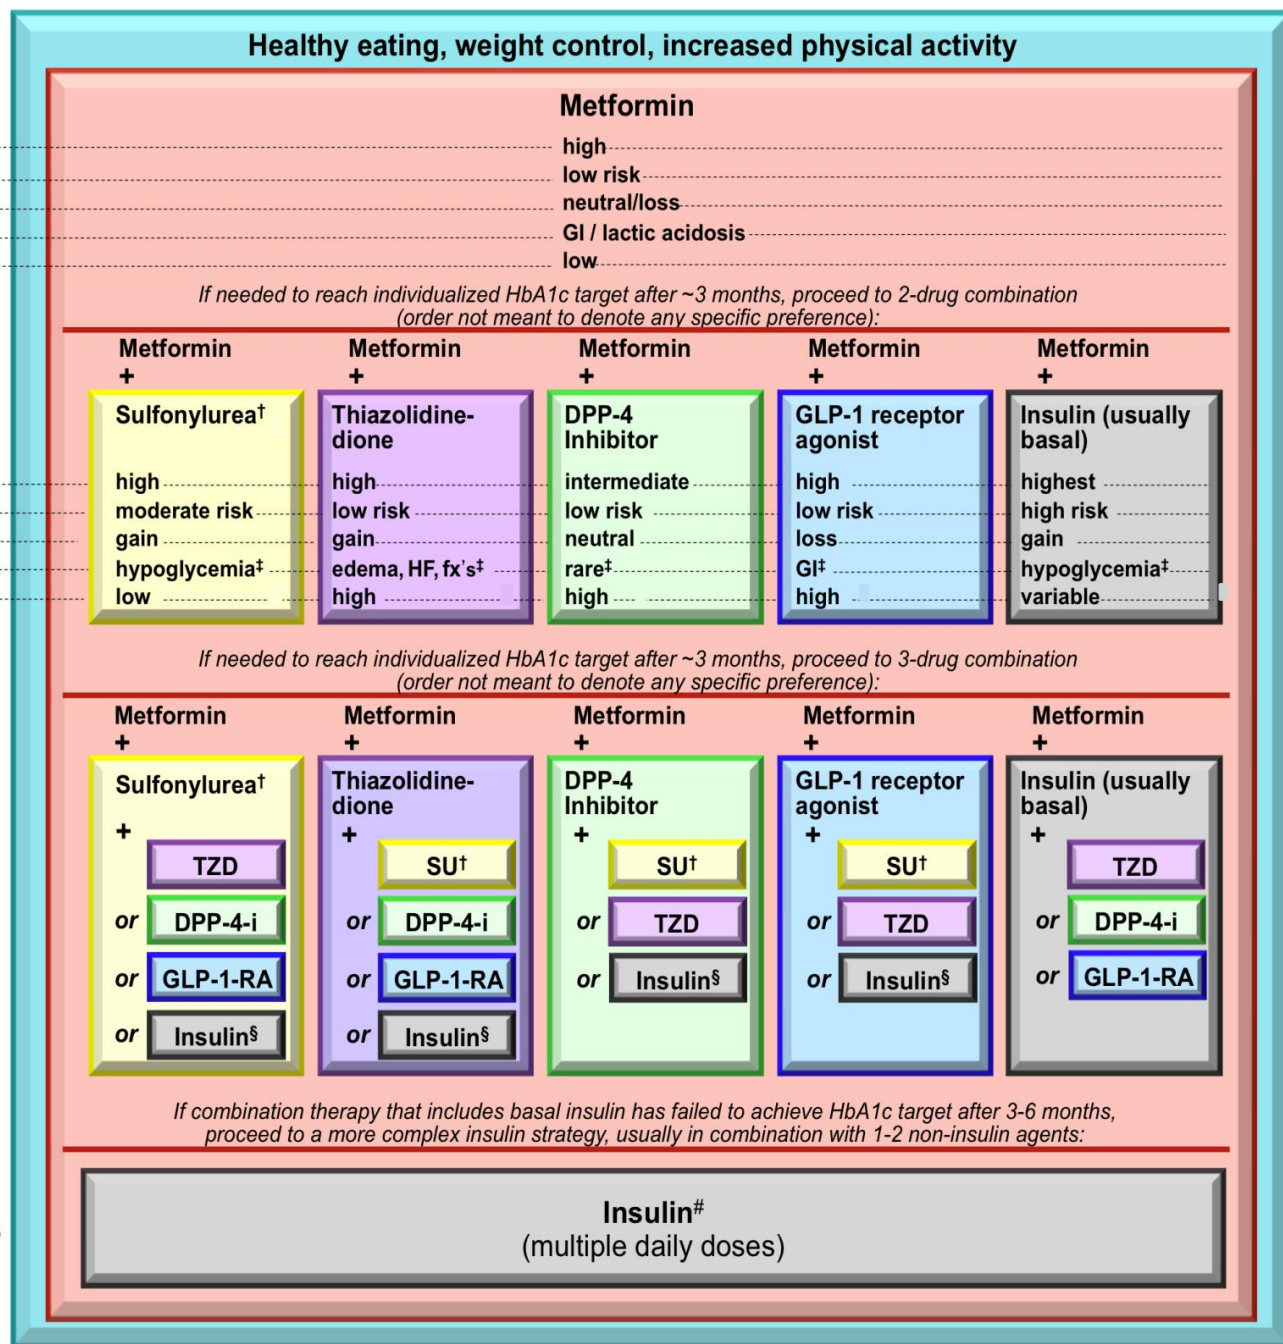 Healthy eating, weight control, increased physical activity
Metformin
high
low risk
neutral/loss
GI / lactic acidosis
low
If needed to reach individualized HbA1c target after ~3 months, proceed to 2-drug combination
(order not meant to denote any specific preference):
Metformin Metformin Metformin Metformin Metformin
+ + + + +
Sulfonylurea† Thiazolidine- DPP-4 GLP-1 receptor Insulin (usually
dione Inhibitor agonist basal)
high high intermediate high highest
moderate risk low risk low risk low risk high risk
gain gain neutral loss gain
hypoglycemia‡ edema, HF, fx's‡ rare‡ GI‡ hypoglycemia‡
low high high high variable
If needed to reach individualized HbA1c target after ~3 months, proceed to 3-drug combination
(order not meant to denote any specific preference):
Metformin Metformin Metformin Metformin Metformin
+ + + + +
Sulfonylurea† Thiazolidine- DPP-4 GLP-1 receptor Insulin (usually
dione Inhibitor agonist basal)
+ + + + +
TZD SU† SU† SU† TZD
or DPP-4-i or DPP-4-i or TZD or TZD or DPP-4-i
or GLP-1-RA or GLP-1-RA or Insulin§ or Insulin§ or GLP-1-RA
or Insulin§ or Insulin§
If combination therapy that includes basal insulin has failed to achieve HbA1c target after 3-6 months,
proceed to a more complex insulin strategy, usually in combination with 1-2 non-insulin agents:
Insulin#
(multiple daily doses)